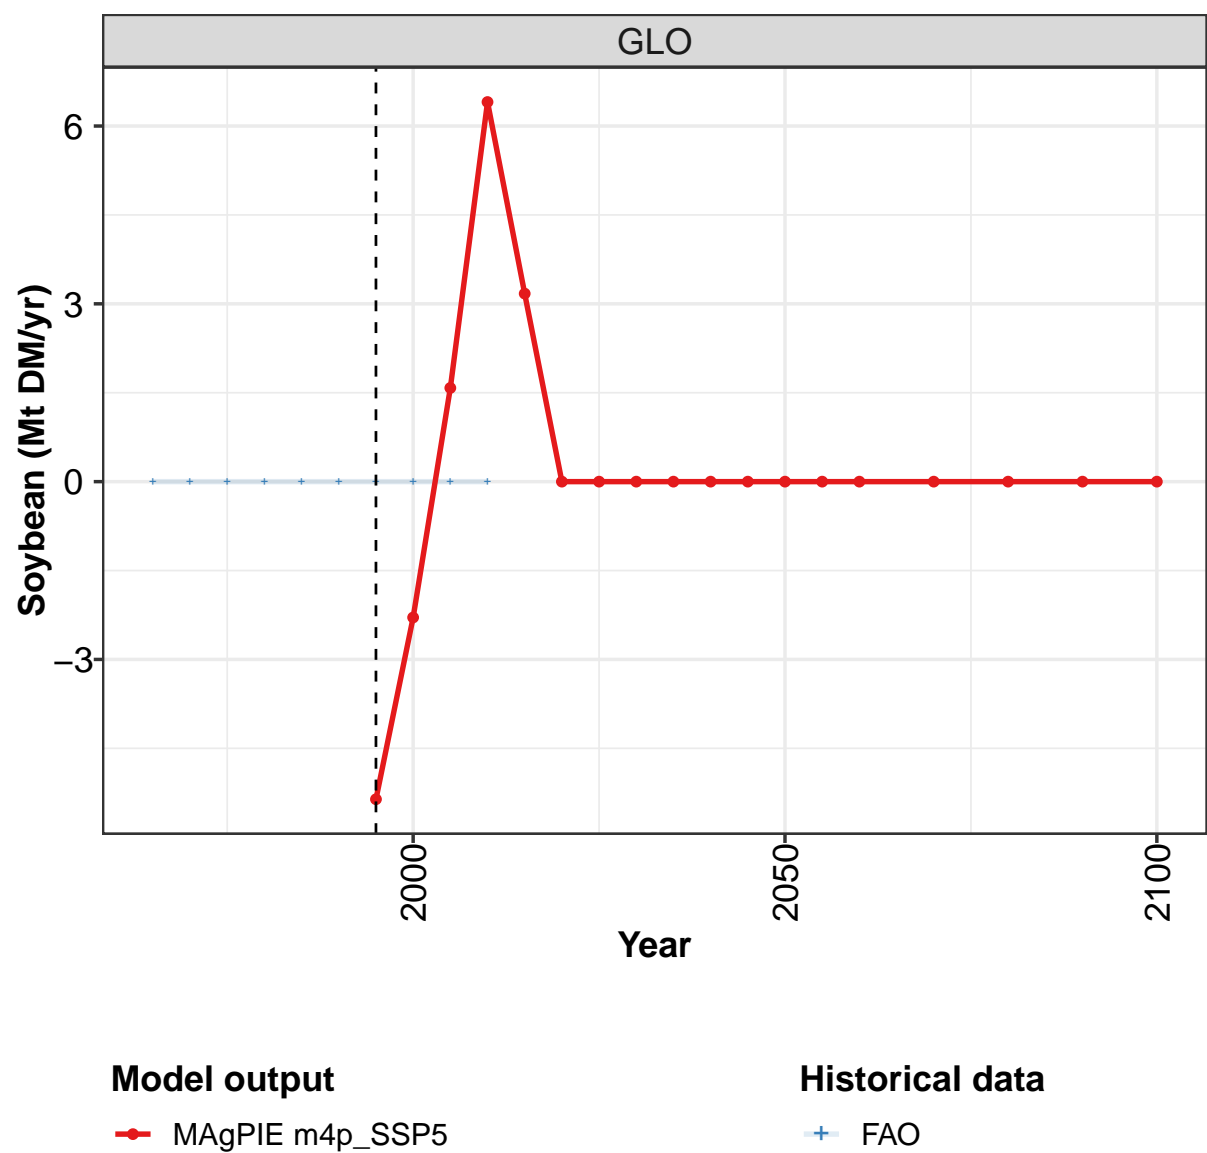 GLO
6
3
0
−3
Soybean (Mt DM/yr)
2000
2050
2100
Year
Model output
MAgPIE m4p_SSP5
Historical data
FAO